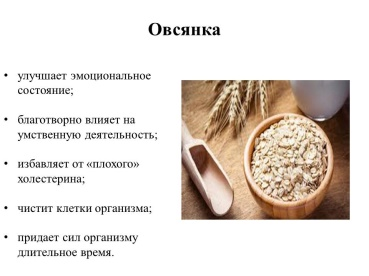 Овсянка
• улучшает эмоциональное
состояние;
• благотворно влияет на
умственную деятельность;
• избавляет от «плохого»
холестерина;
• чистит клетки организма;
• придает сил организму
длительное время.